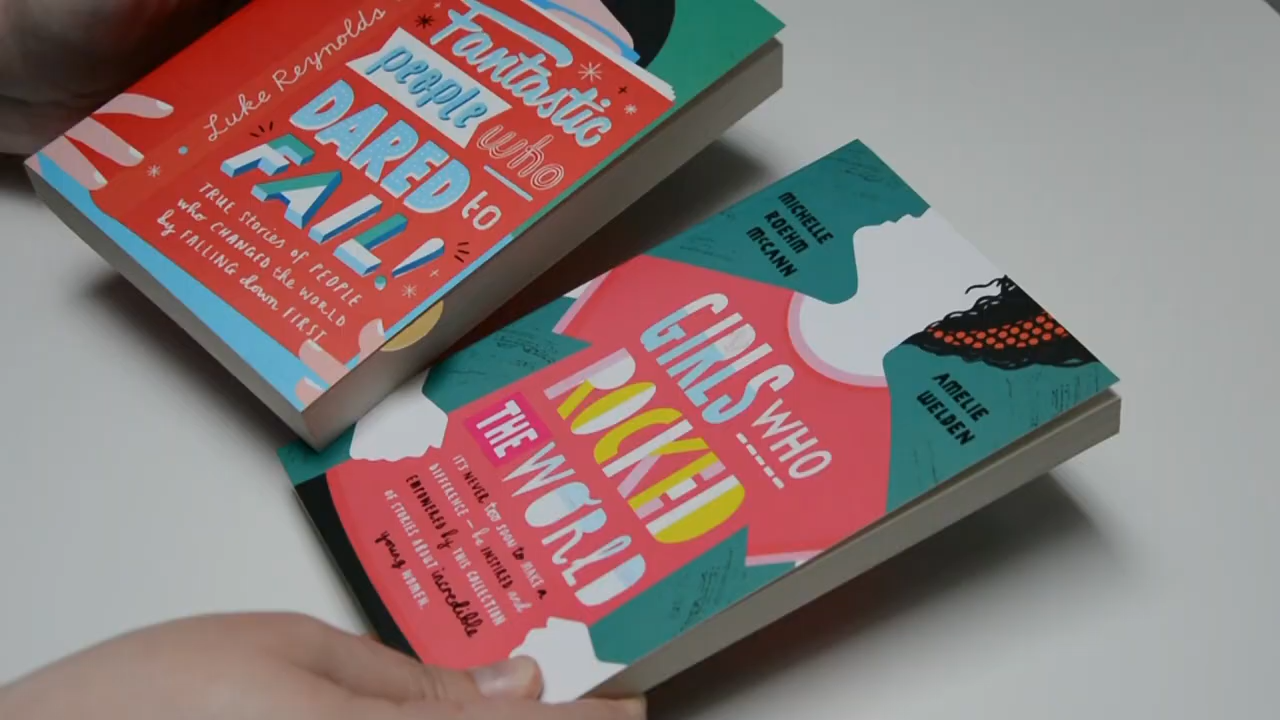 Luke Reynolds
Fantastic
people
who
DARED to
FAIL!
TRUE stories of PEOPLE
who CHANGED the WORLD
by FALLING down FIRST
MICHELLE
ROEHM
McCANN
AMELIE
WELDEN
GIRLS WHO
ROCKED
THE WORLD
IT'S NEVER too SOON to MAKE a
DIFFERENCE – be INSPIRED and
EMPOWERED by THIS COLLECTION
OF STORIES ABOUT incredible
young WOMEN.